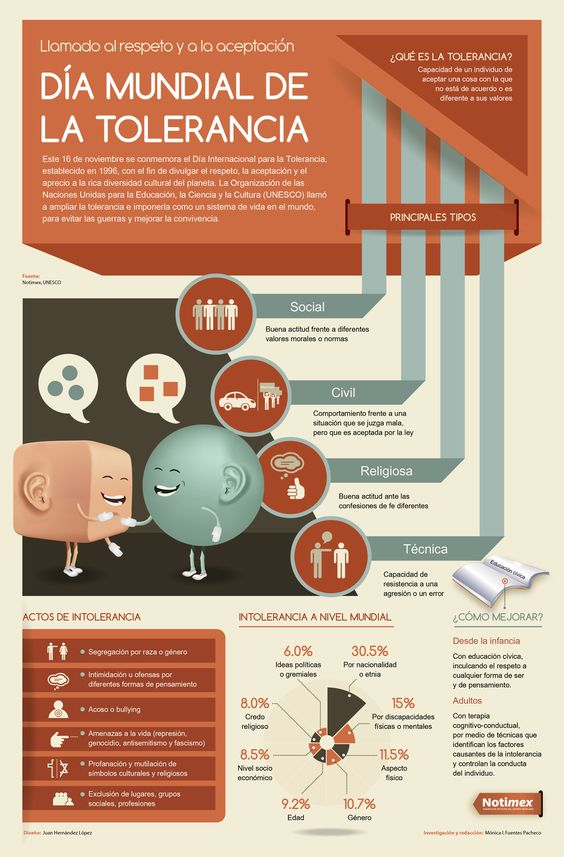 Llamado al respeto y a la aceptación
DÍA MUNDIAL DE
LA TOLERANCIA
Este 16 de noviembre se conmemora el Día Internacional para la Tolerancia,
establecido en 1996, con el fin de divulgar el respeto, la aceptación y el
aprecio a la rica diversidad cultural del planeta. La Organización de las
Naciones Unidas para la Educación, la Ciencia y la Cultura (UNESCO) llamó
a ampliar la tolerancia e imponerla como un sistema de vida en el mundo,
para evitar las guerras y mejorar la convivencia.
¿QUÉ ES LA TOLERANCIA?
Capacidad de un individuo de
aceptar una cosa con la que
no está de acuerdo o es
diferente a sus valores
PRINCIPALES TIPOS
Fuente:
Notimex, UNESCO
Social
Buena actitud frente a diferentes
valores morales o normas
Civil
Comportamiento frente a una
situación que se juzga mala,
pero que es aceptada por la ley
Religiosa
Buena actitud ante las
confesiones de fe diferentes
Técnica
Capacidad de
resistencia a una
agresión o un error
Educación cívica
ACTOS DE INTOLERANCIA
Segregación por raza o género
Intimidación u ofensas por
diferentes formas de pensamiento
Acoso o bullying
Amenazas a la vida (represión,
genocidio, antisemitismo y fascismo)
Profanación y mutilación de
símbolos culturales y religiosos
Exclusión de lugares, grupos
sociales, profesiones
INTOLERANCIA A NIVEL MUNDIAL
6.0%
Ideas políticas
o gremiales
30.5%
Por nacionalidad
o etnia
8.0%
Credo
religioso
15%
Por discapacidades
físicas o mentales
8.5%
Nivel socio
económico
11.5%
Aspecto
físico
9.2%
Edad
10.7%
Género
¿CÓMO MEJORAR?
Desde la infancia
Con educación cívica,
inculcando el respeto a
cualquier forma de ser
y de pensamiento.
Adultos
Con terapia
cognitivo-conductual,
por medio de técnicas que
identifican los factores
causantes de la intolerancia
y controlan la conducta
del individuo.
Notimex
Diseño: Juan Hernández López
Investigación y redacción: Mónica I. Fuentes Pacheco